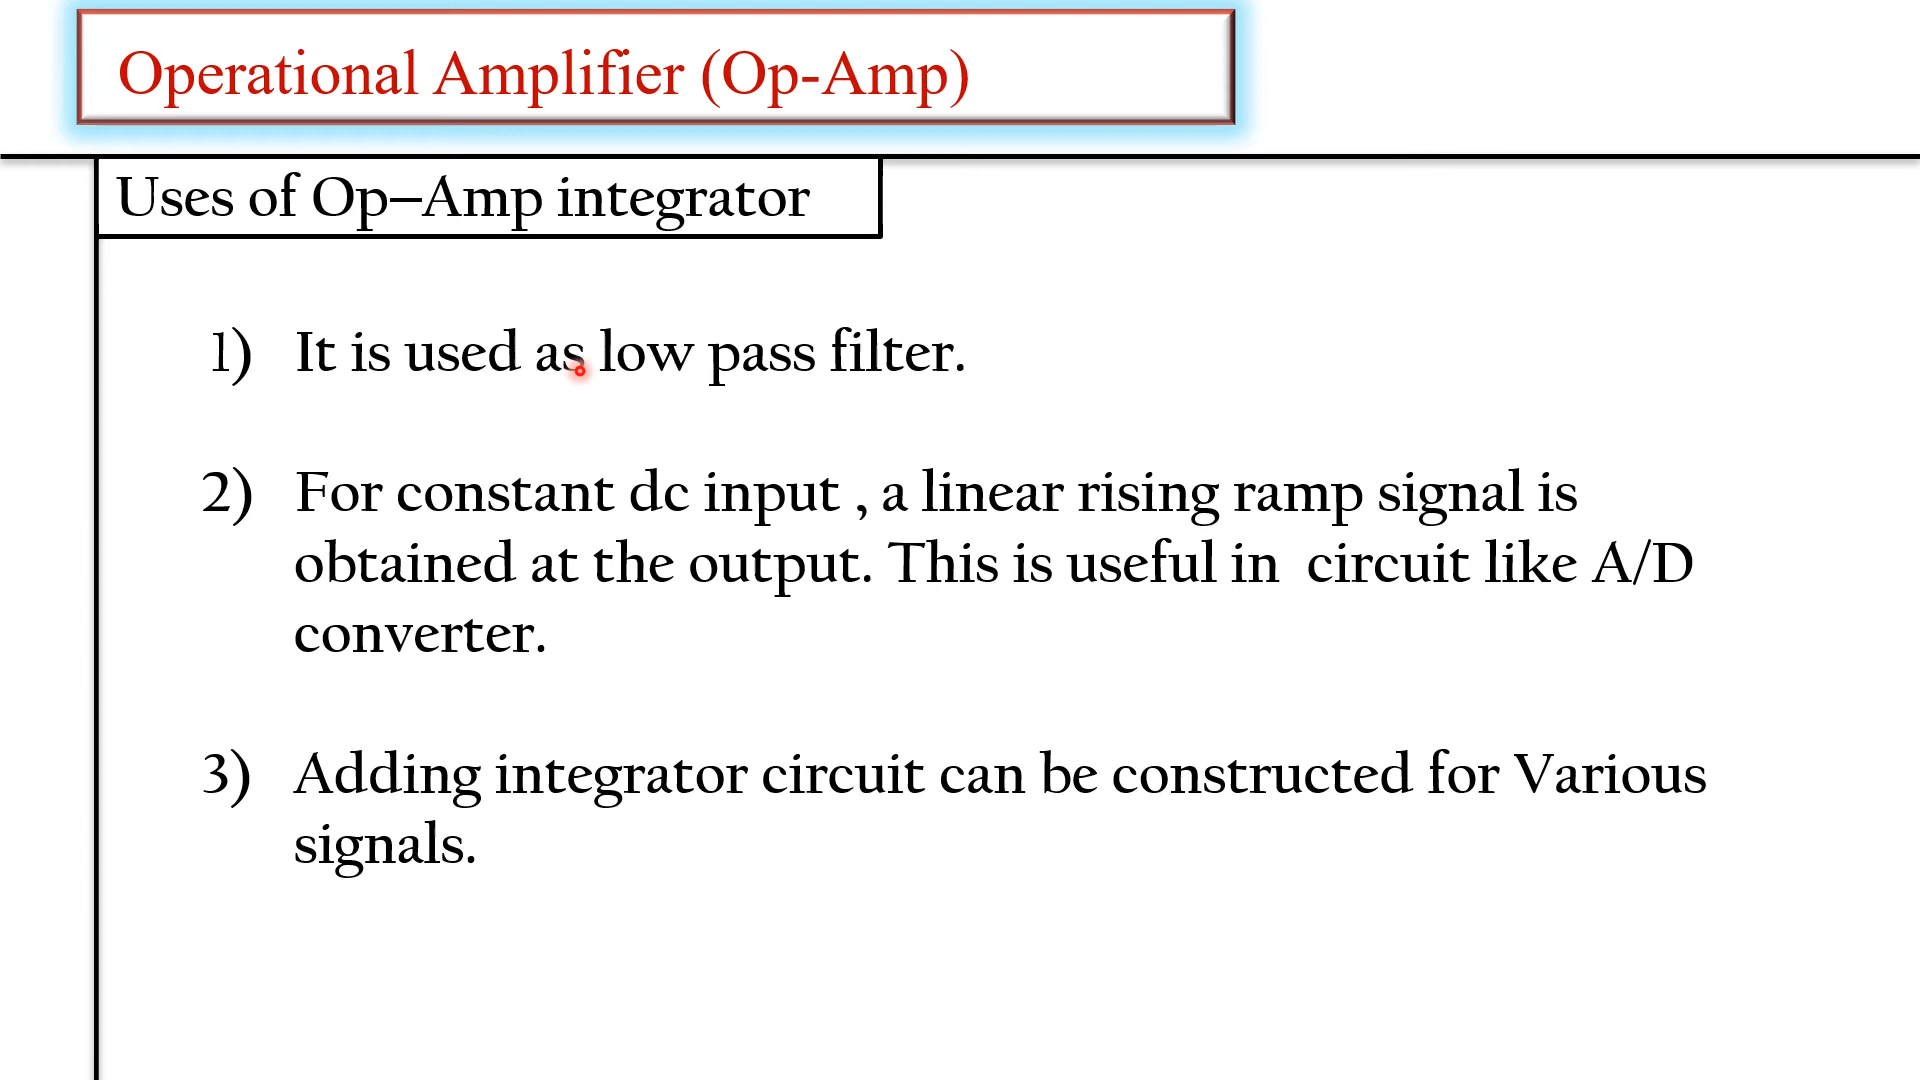 Operational Amplifier (Op-Amp)
Uses of Op–Amp integrator
1) It is used as low pass filter.
2) For constant dc input , a linear rising ramp signal is
obtained at the output. This is useful in  circuit like A/D
converter.
3) Adding integrator circuit can be constructed for Various
signals.